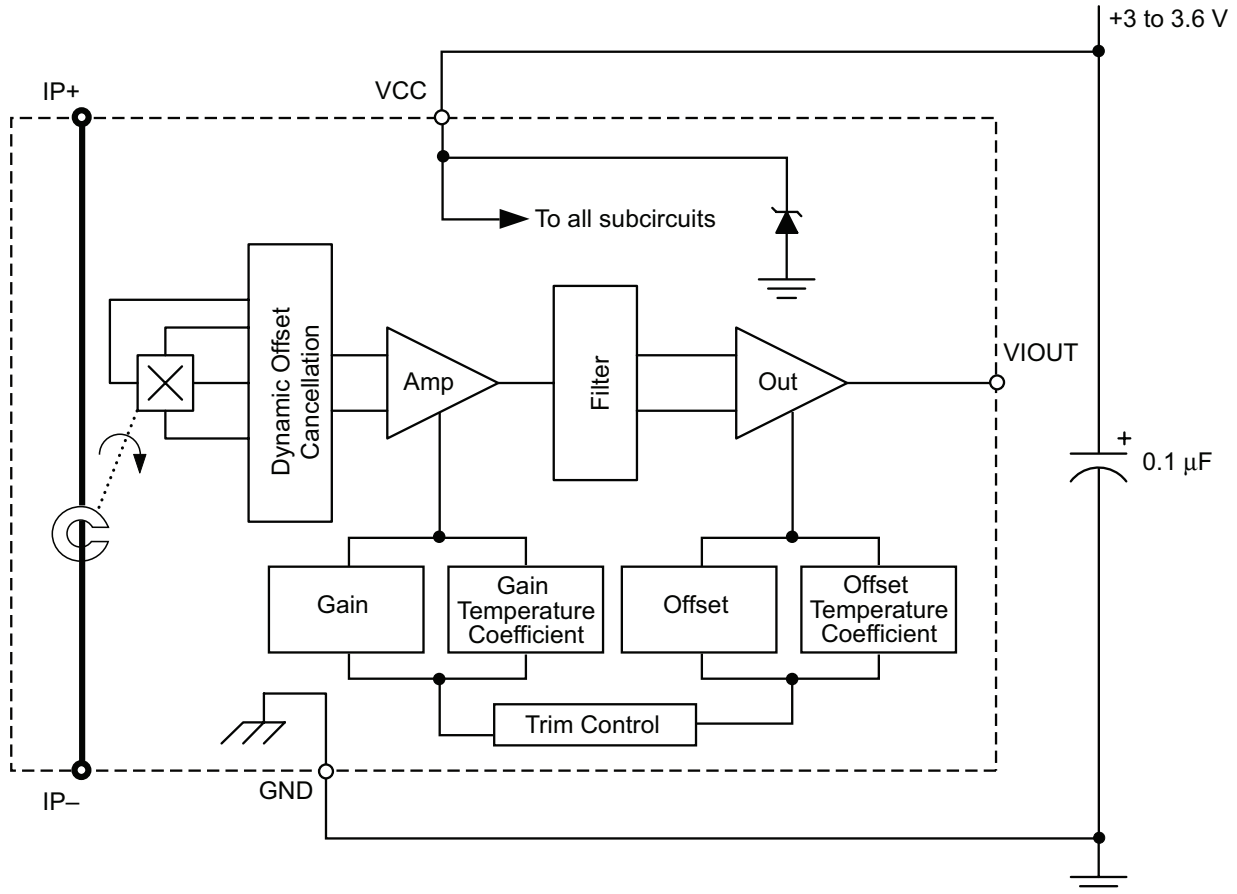 +3 to 3.6 V
IP+
VCC
To all subcircuits
Dynamic Offset
Cancellation
Amp
Filter
Out
VIOUT
+
0.1 µF
Gain
Gain
Temperature
Coefficient
Offset
Offset
Temperature
Coefficient
Trim Control
GND
IP–